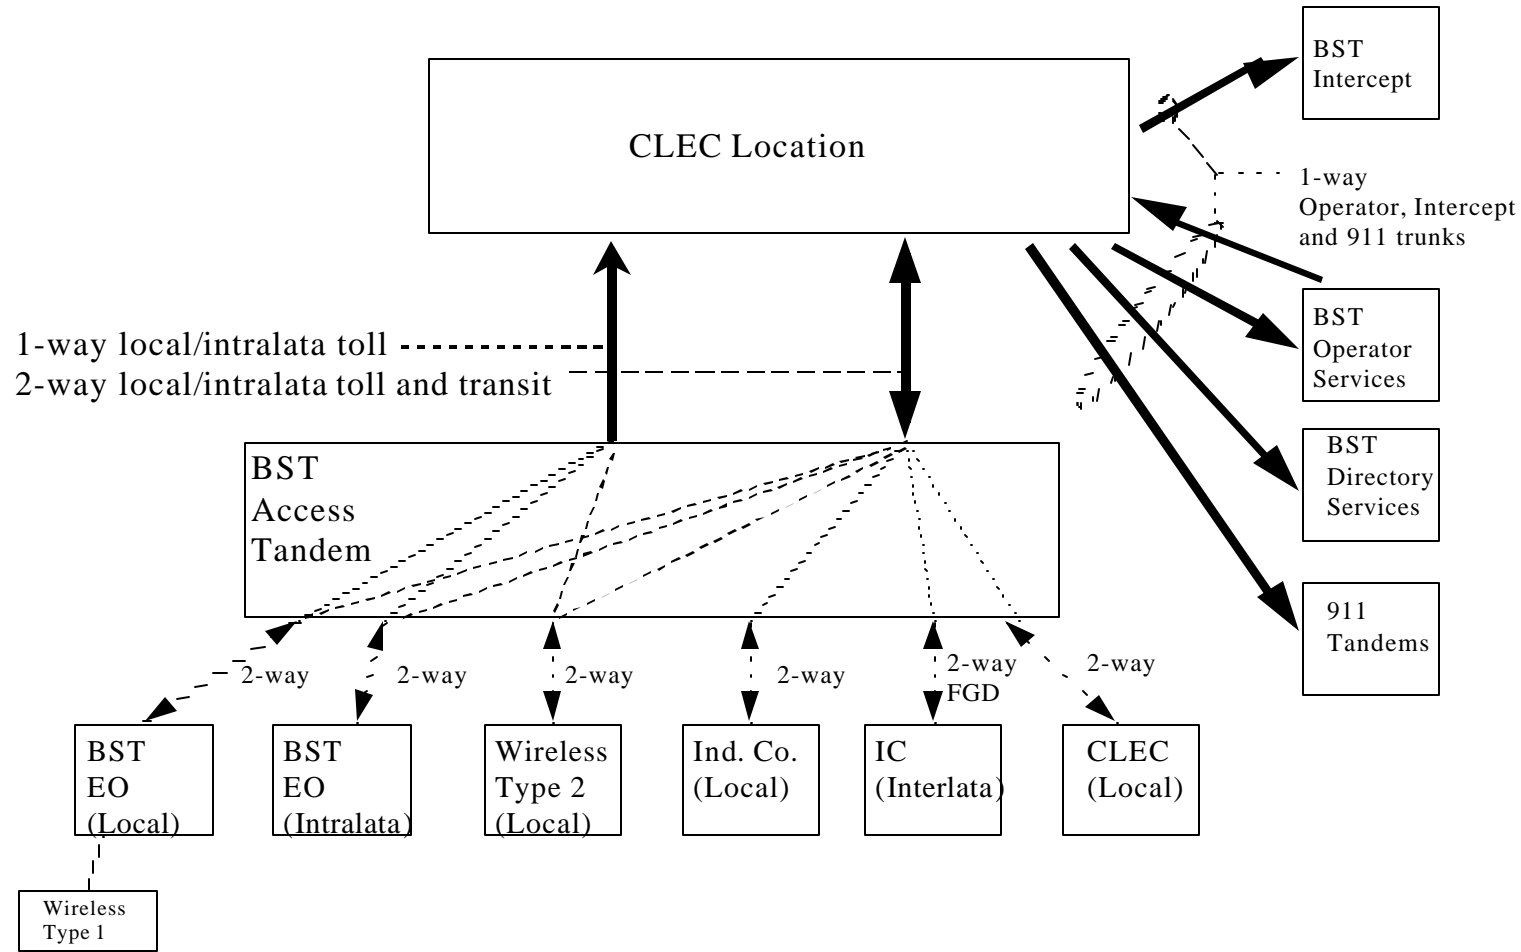 BST
Intercept
CLEC Location
1-way
Operator, Intercept
and 911 trunks
BST
Operator
Services
1-way local/intralata toll
2-way local/intralata toll and transit
BST
Directory
Services
BST
Access
Tandem
911
Tandems
2-way
2-way
2-way
2-way
2-way
FGD
2-way
BST
EO
(Local)
BST
EO
(Intralata)
Wireless
Type 2
(Local)
Ind. Co.
(Local)
IC
(Interlata)
CLEC
(Local)
Wireless
Type 1